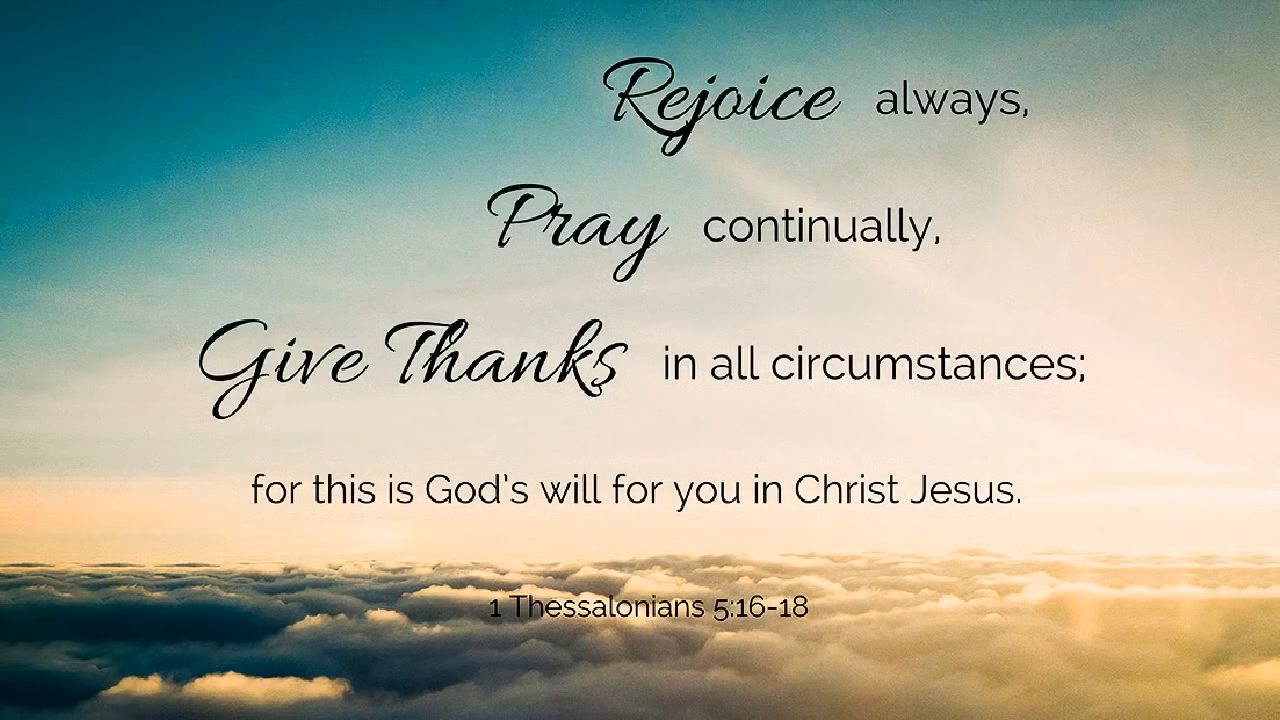 Rejoice always,
Pray continually,
Give Thanks in all circumstances;
for this is God's will for you in Christ Jesus.
1 Thessalonians 5:16-18